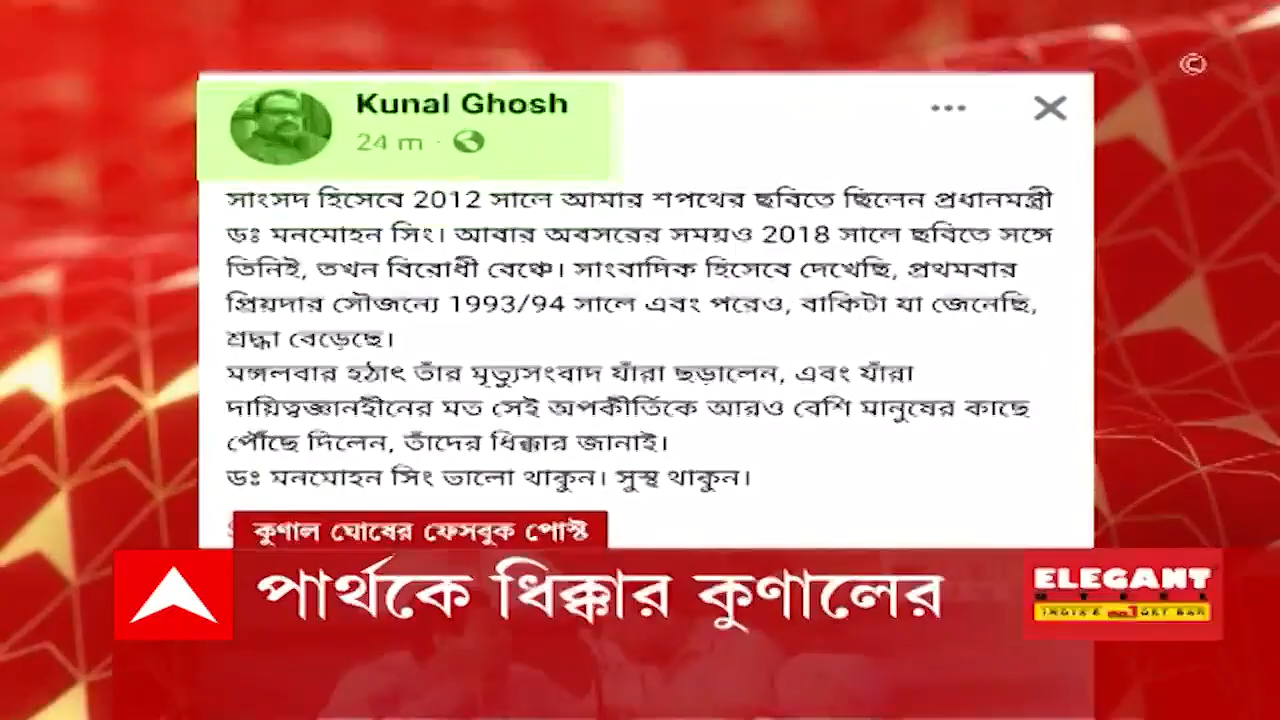 ©
Kunal Ghosh
24 m ·
সাংসদ হিসেবে 2012 সালে আমার শপথের ছবিতে ছিলেন প্রধানমন্ত্রী
ডঃ মনমোহন সিং। আবার অবসরের সময়ও 2018 সালে ছবিতে সঙ্গে
তিনিই, তখন বিরোধী বেঞ্চে। সাংবাদিক হিসেবে দেখেছি, প্রথমবার
প্রিয়দার সৌজন্যে 1993/94 সালে এবং পরেও, বাকিটা যা জেনেছি,
শ্রদ্ধা বেড়েছে।
মঙ্গলবার হঠাৎ তাঁর মৃত্যুসংবাদ যাঁরা ছড়ালেন, এবং যাঁরা
দায়িত্বজ্ঞানহীনের মত সেই অপকীর্তিকে আরও বেশি মানুষের কাছে
পৌঁছে দিলেন, তাঁদের ধিক্কার জানাই।
ডঃ মনমোহন সিং ভালো থাকুন। সুস্থ থাকুন।
কুণাল ঘোষের ফেসবুক পোস্ট
পার্থকে ধিক্কার কুণালের
ELEGANT
STEEL